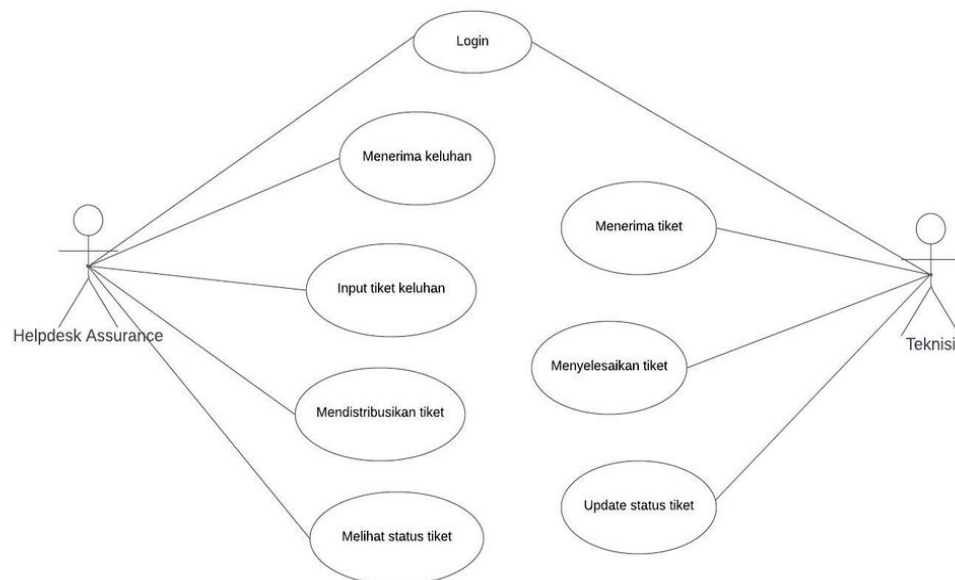 Login
Menerima keluhan
Menerima tiket
Input tiket keluhan
Helpdesk Assurance
Teknisi
Menyelesaikan tiket
Mendistribusikan tiket
Update status tiket
Melihat status tiket